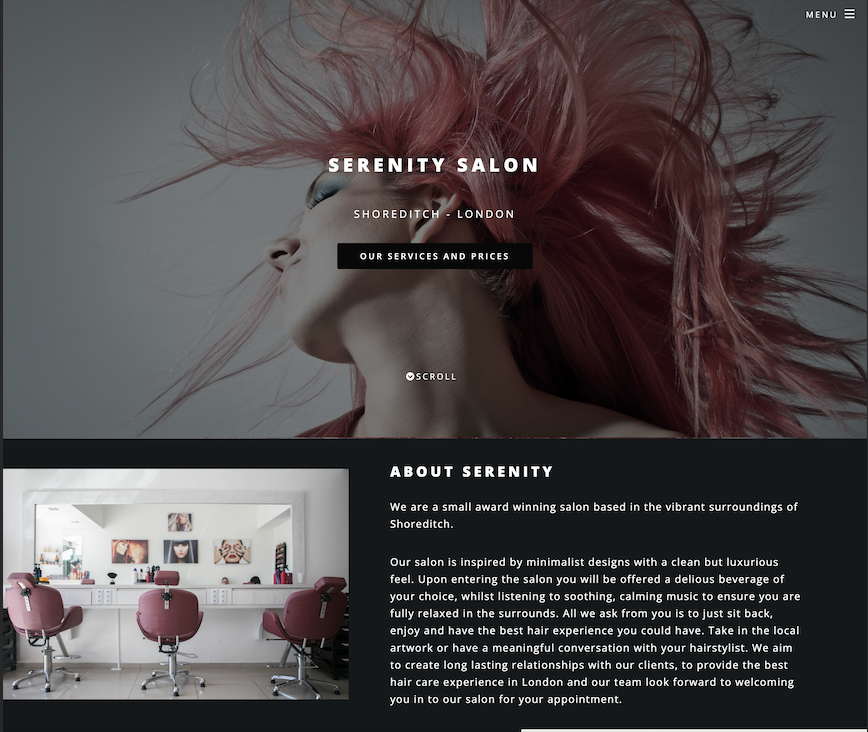 MENU
SERENITY SALON
SHOREDITCH - LONDON
OUR SERVICES AND PRICES
SCROLL
ABOUT SERENITY
We are a small award winning salon based in the vibrant surroundings of
Shoreditch.
Our salon is inspired by minimalist designs with a clean but luxurious
feel. Upon entering the salon you will be offered a delious beverage of
your choice, whilst listening to soothing, calming music to ensure you are
fully relaxed in the surrounds. All we ask from you is to just sit back,
enjoy and have the best hair experience you could have. Take in the local
artwork or have a meaningful conversation with your hairstylist. We aim
to create long lasting relationships with our clients, to provide the best
hair care experience in London and our team look forward to welcoming
you in to our salon for your appointment.